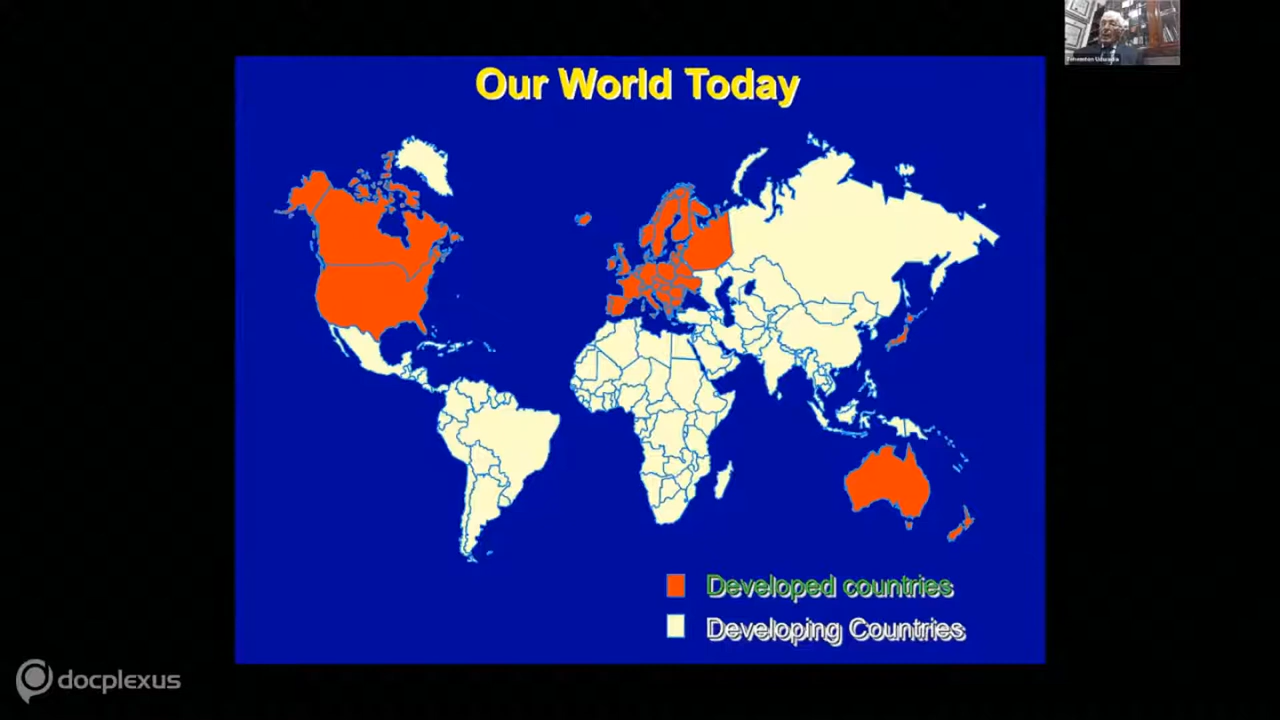 Our World Today
Developed countries
Developing Countries
docplexus